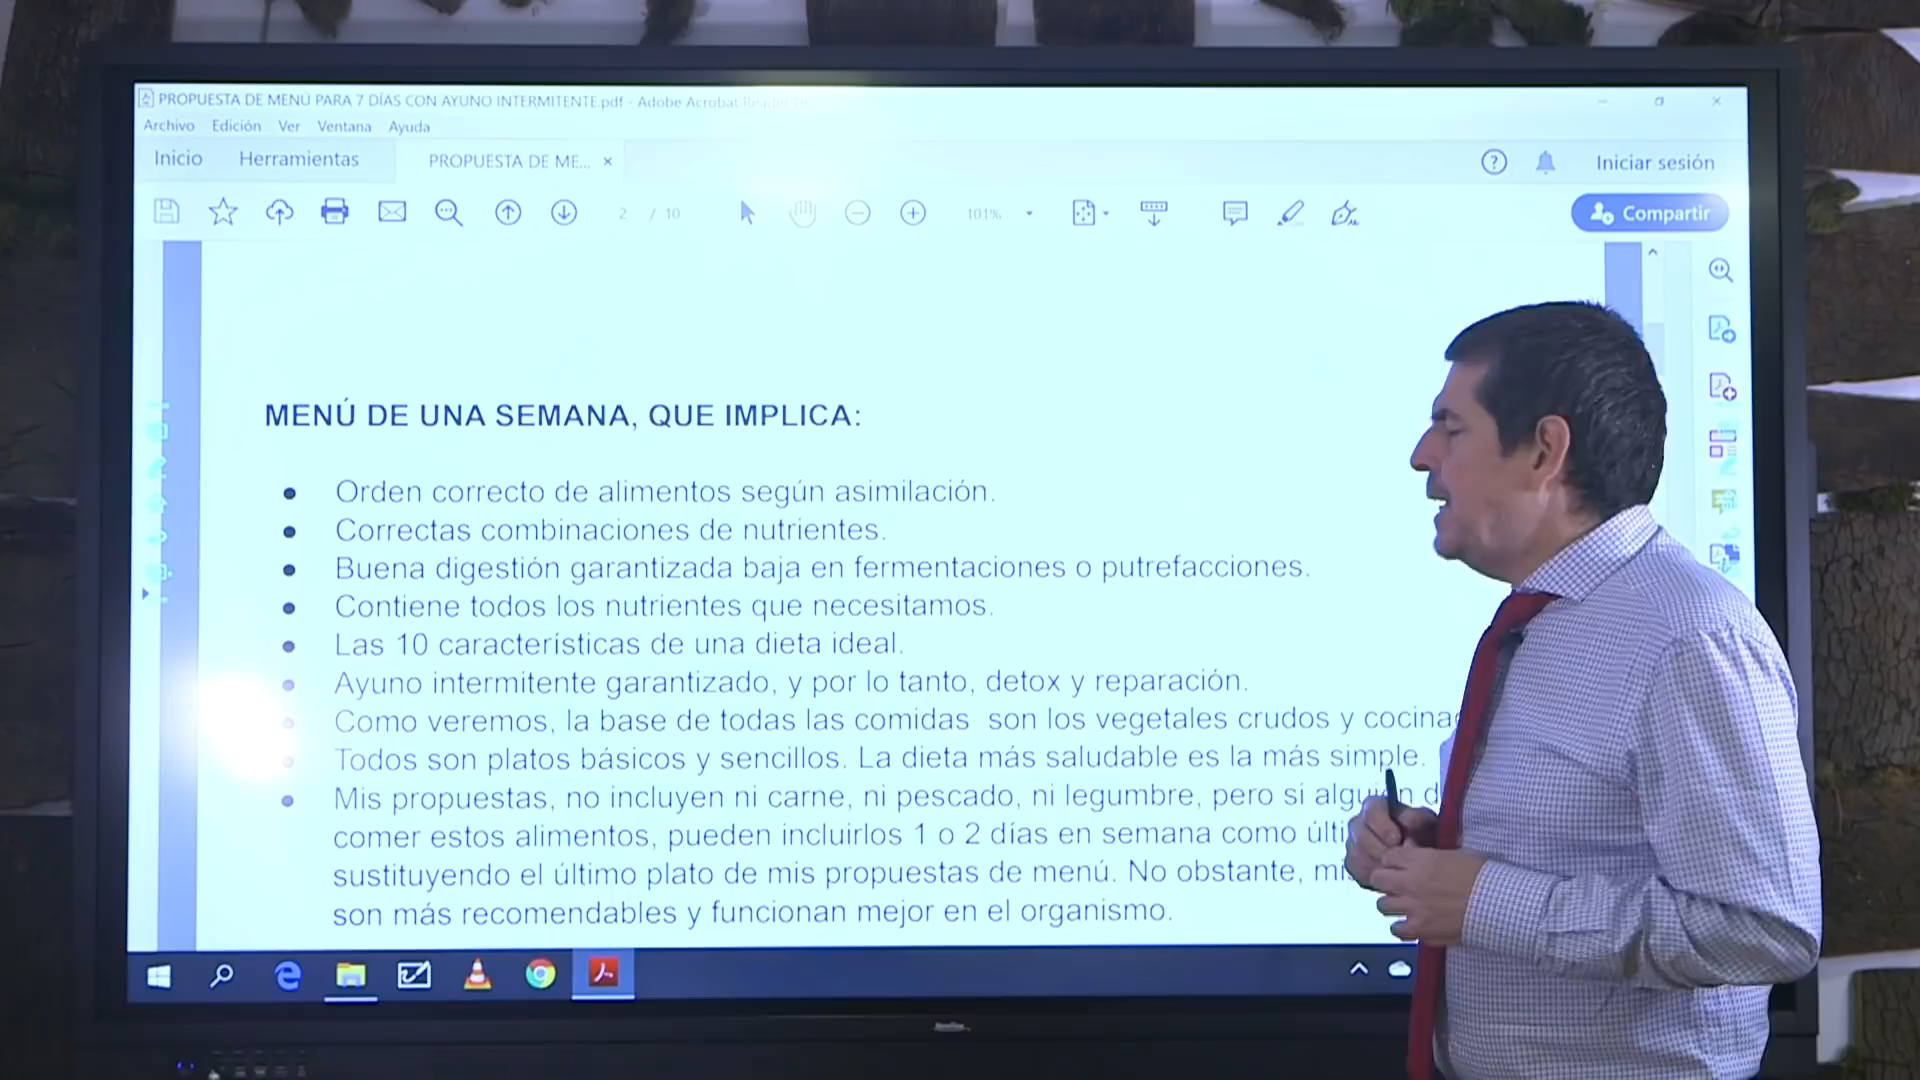 PROPUESTA DE MENÚ PARA 7 DÍAS CON AYUNO INTERMITENTE.pdf - Adobe Acrobat Reader
Archivo Edición Ver Ventana Ayuda
Inicio Herramientas PROPUESTA DE ME... × Iniciar sesión
2 / 10 101% Compartir
MENÚ DE UNA SEMANA, QUE IMPLICA:
● Orden correcto de alimentos según asimilación.
● Correctas combinaciones de nutrientes.
● Buena digestión garantizada baja en fermentaciones o putrefacciones.
● Contiene todos los nutrientes que necesitamos.
● Las 10 características de una dieta ideal.
● Ayuno intermitente garantizado, y por lo tanto, detox y reparación.
● Como veremos, la base de todas las comidas son los vegetales crudos y cocina
● Todos son platos básicos y sencillos. La dieta más saludable es la más simple.
● Mis propuestas, no incluyen ni carne, ni pescado, ni legumbre, pero si alguien d
comer estos alimentos, pueden incluirlos 1 o 2 días en semana como últi
sustituyendo el último plato de mis propuestas de menú. No obstante, mi
son más recomendables y funcionan mejor en el organismo.